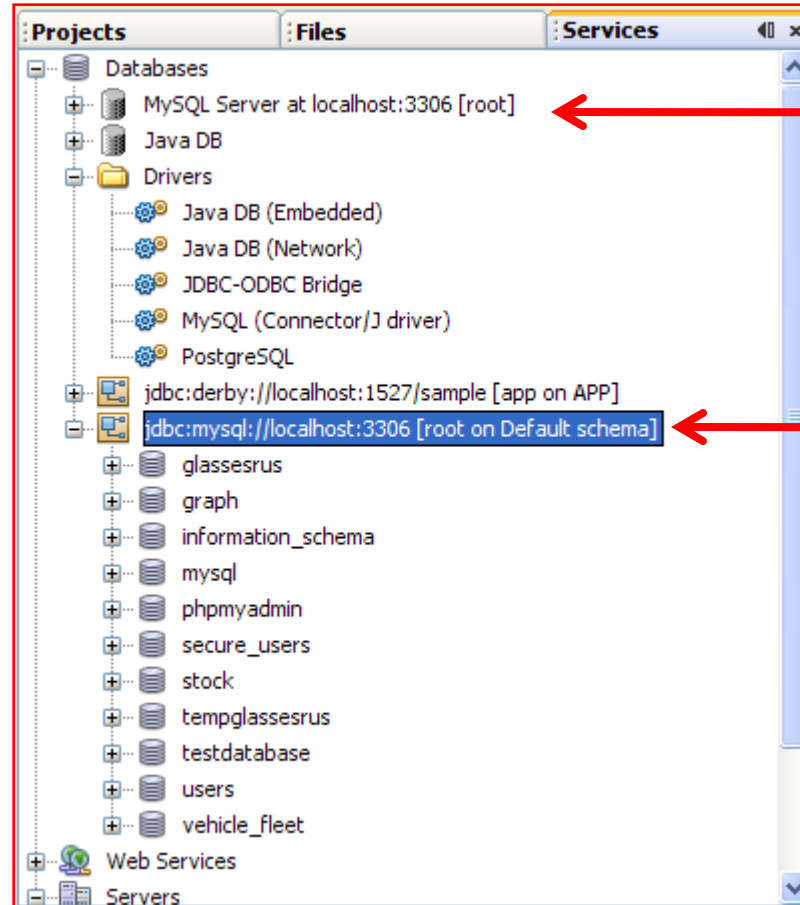 Projects Files Services
Databases
MySQL Server at localhost:3306 [root]
Java DB
Drivers
Java DB (Embedded)
Java DB (Network)
JDBC-ODBC Bridge
MySQL (Connector/J driver)
PostgreSQL
jdbc:derby://localhost:1527/sample [app on APP]
jdbc:mysql://localhost:3306 [root on Default schema]
glassesrus
graph
information_schema
mysql
phpmyadmin
secure_users
stock
tempglassesrus
testdatabase
users
vehicle_fleet
Web Services
Servers